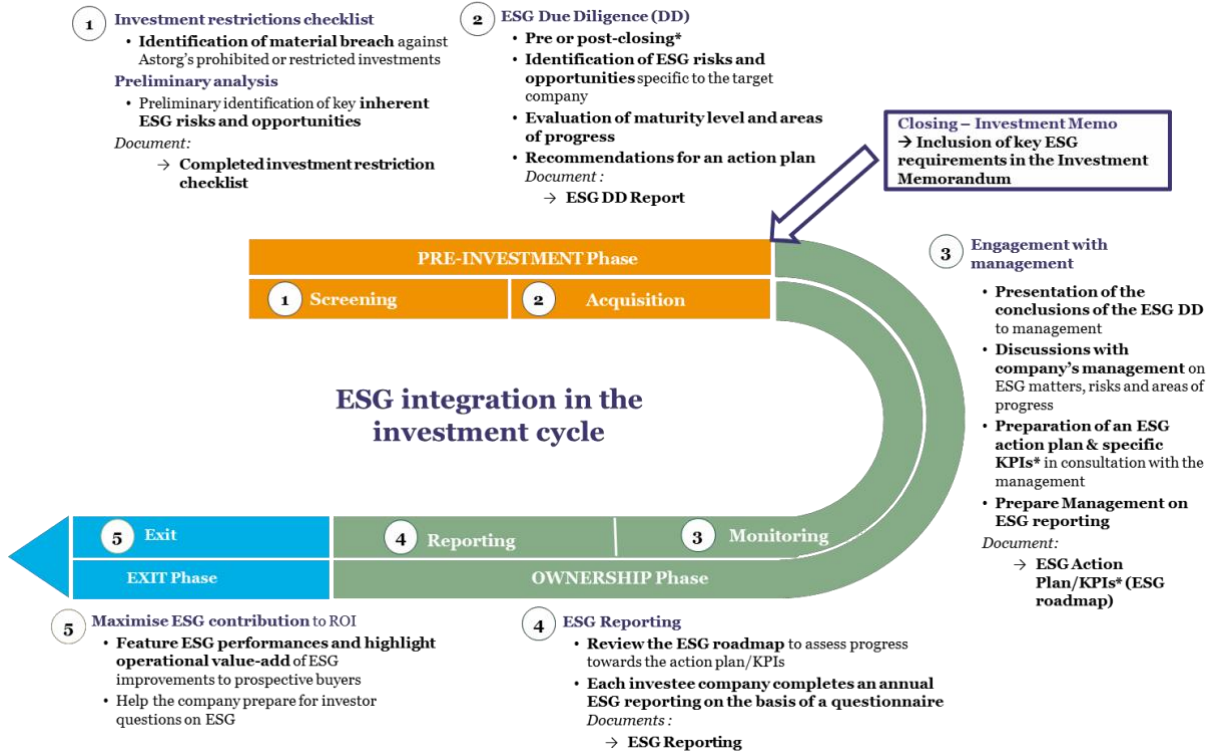 1 Investment restrictions checklist
• Identification of material breach against
Astorg's prohibited or restricted investments
Preliminary analysis
• Preliminary identification of key inherent
ESG risks and opportunities
Document:
→ Completed investment restriction
checklist
2 ESG Due Diligence (DD)
• Pre or post-closing*
• Identification of ESG risks and
opportunities specific to the target
company
• Evaluation of maturity level and areas
of progress
• Recommendations for an action plan
Document :
→ ESG DD Report
Closing – Investment Memo
→ Inclusion of key ESG
requirements in the Investment
Memorandum
PRE-INVESTMENT Phase
1 Screening
2 Acquisition
3 Engagement with
management
• Presentation of the
conclusions of the ESG DD
to management
• Discussions with
company's management on
ESG matters, risks and areas of
progress
• Preparation of an ESG
action plan & specific
KPIs* in consultation with the
management
• Prepare Management on
ESG reporting
Document:
→ ESG Action
Plan/KPIs* (ESG
roadmap)
ESG integration in the
investment cycle
5 Exit
4 Reporting
3 Monitoring
EXIT Phase
OWNERSHIP Phase
5 Maximise ESG contribution to ROI
• Feature ESG performances and highlight
operational value-add of ESG
improvements to prospective buyers
• Help the company prepare for investor
questions on ESG
4 ESG Reporting
• Review the ESG roadmap to assess progress
towards the action plan/KPIs
• Each investee company completes an annual
ESG reporting on the basis of a questionnaire
Documents :
→ ESG Reporting